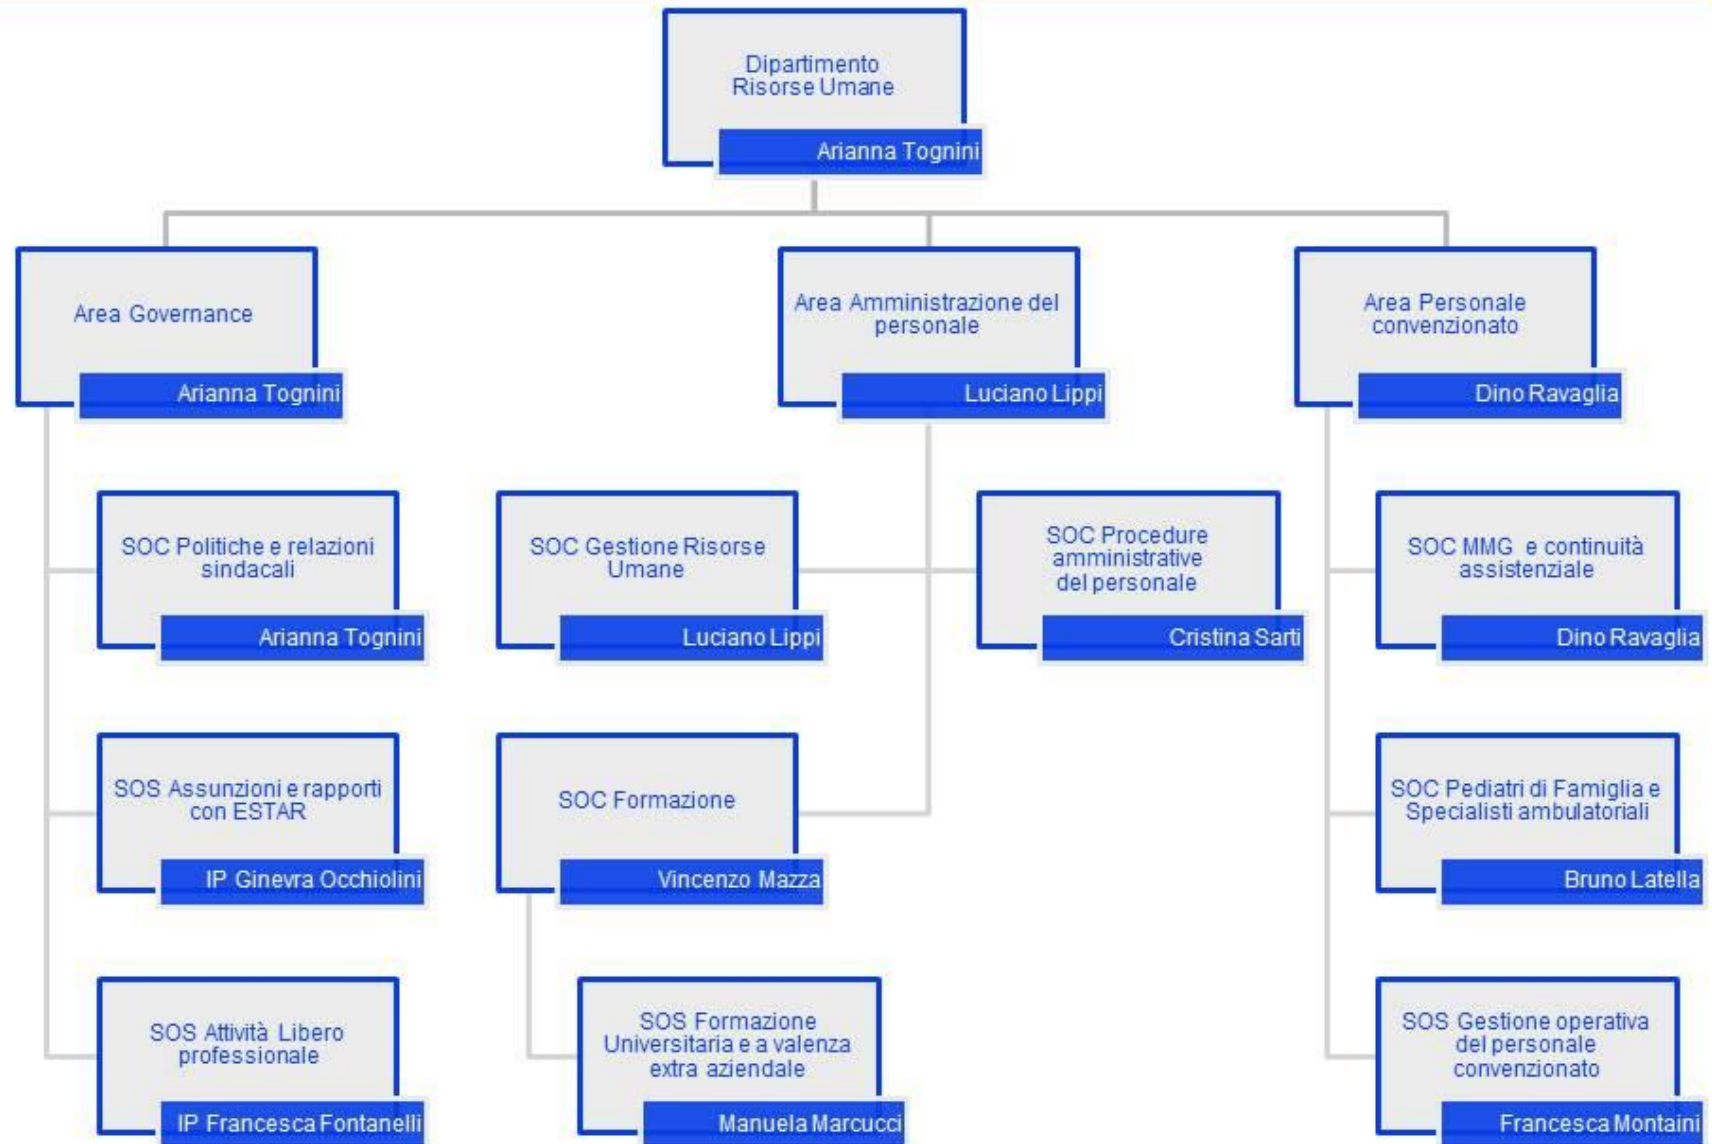 Dipartimento
Risorse Umane
Arianna Tognini
Area Governance
Arianna Tognini
Area Amministrazione del
personale
Luciano Lippi
Area Personale
convenzionato
Dino Ravaglia
SOC Politiche e relazioni
sindacali
Arianna Tognini
SOC Gestione Risorse
Umane
Luciano Lippi
SOC Procedure
amministrative
del personale
Cristina Sarti
SOC MMG e continuità
assistenziale
Dino Ravaglia
SOS Assunzioni e rapporti
con ESTAR
IP Ginevra Occhiolini
SOC Formazione
Vincenzo Mazza
SOC Pediatri di Famiglia e
Specialisti ambulatoriali
Bruno Latella
SOS Attività Libero
professionale
IP Francesca Fontanelli
SOS Formazione
Universitaria e a valenza
extra aziendale
Manuela Marcucci
SOS Gestione operativa
del personale
convenzionato
Francesca Montaini